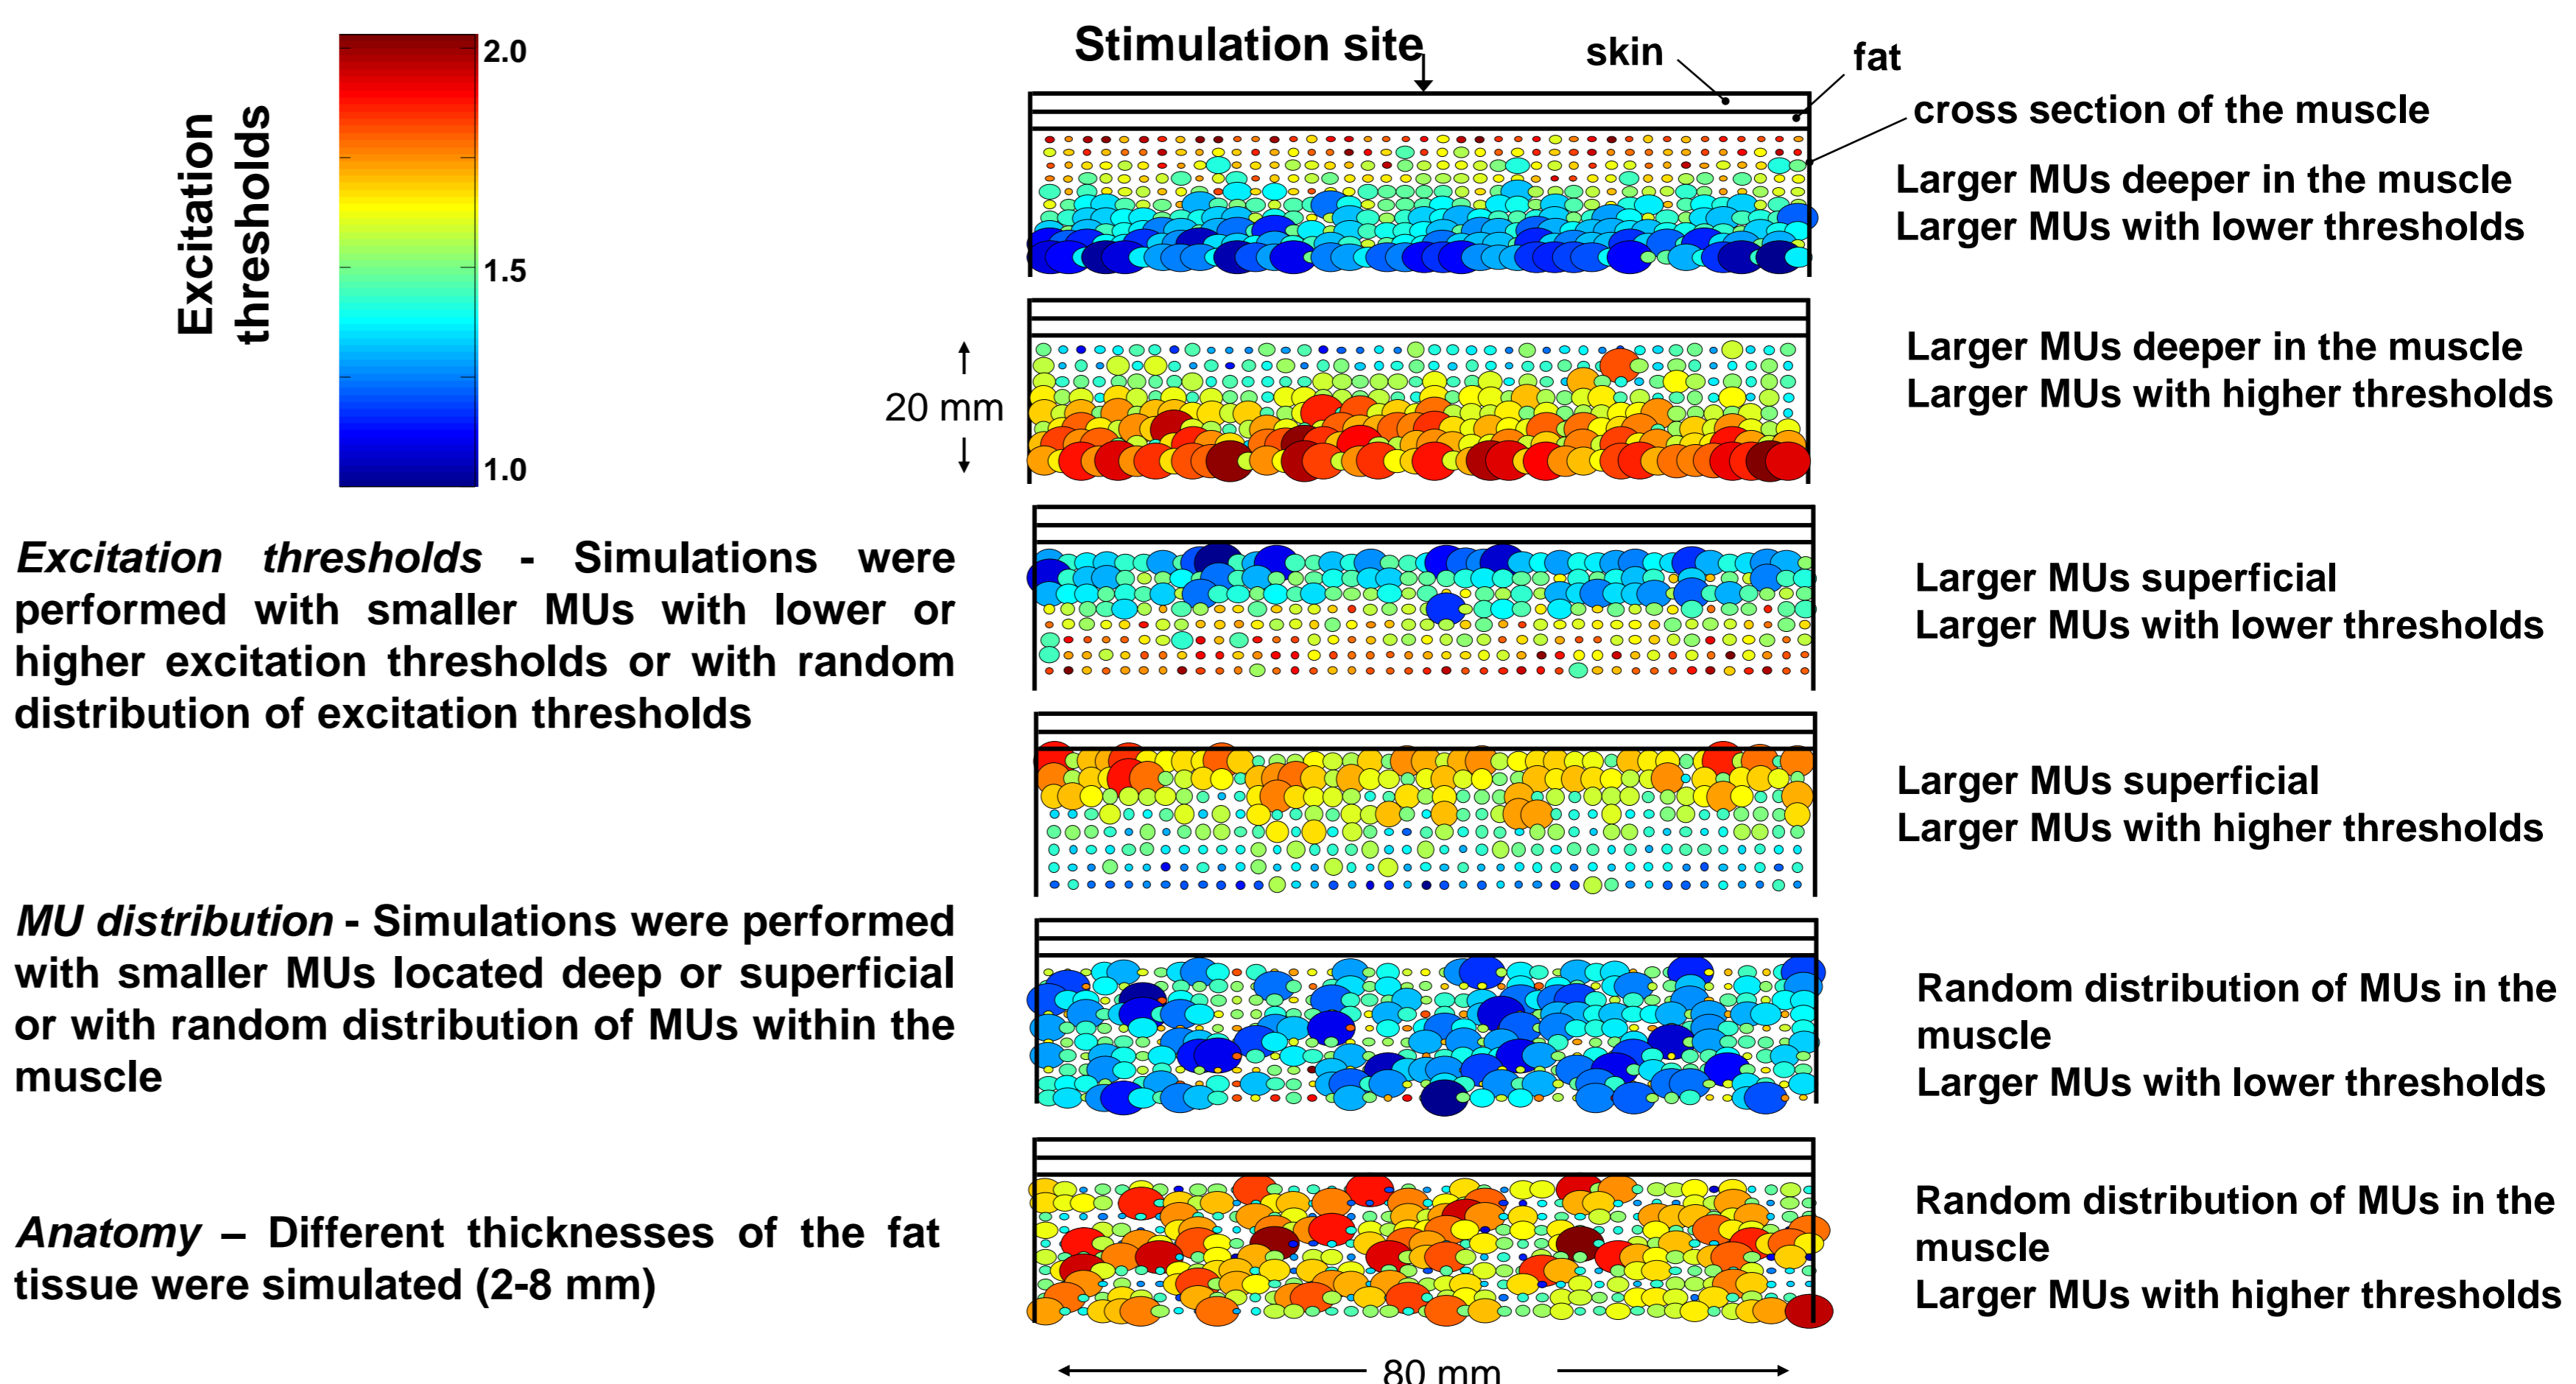 Excitation
thresholds
2.0
1.5
1.0
Stimulation site
skin
fat
cross section of the muscle
Larger MUs deeper in the muscle
Larger MUs with lower thresholds
20 mm
Larger MUs deeper in the muscle
Larger MUs with higher thresholds
Excitation thresholds - Simulations were
performed with smaller MUs with lower or
higher excitation thresholds or with random
distribution of excitation thresholds
Larger MUs superficial
Larger MUs with lower thresholds
Larger MUs superficial
Larger MUs with higher thresholds
MU distribution - Simulations were performed
with smaller MUs located deep or superficial
or with random distribution of MUs within the
muscle
Random distribution of MUs in the
muscle
Larger MUs with lower thresholds
Anatomy – Different thicknesses of the fat
tissue were simulated (2-8 mm)
Random distribution of MUs in the
muscle
Larger MUs with higher thresholds
80 mm